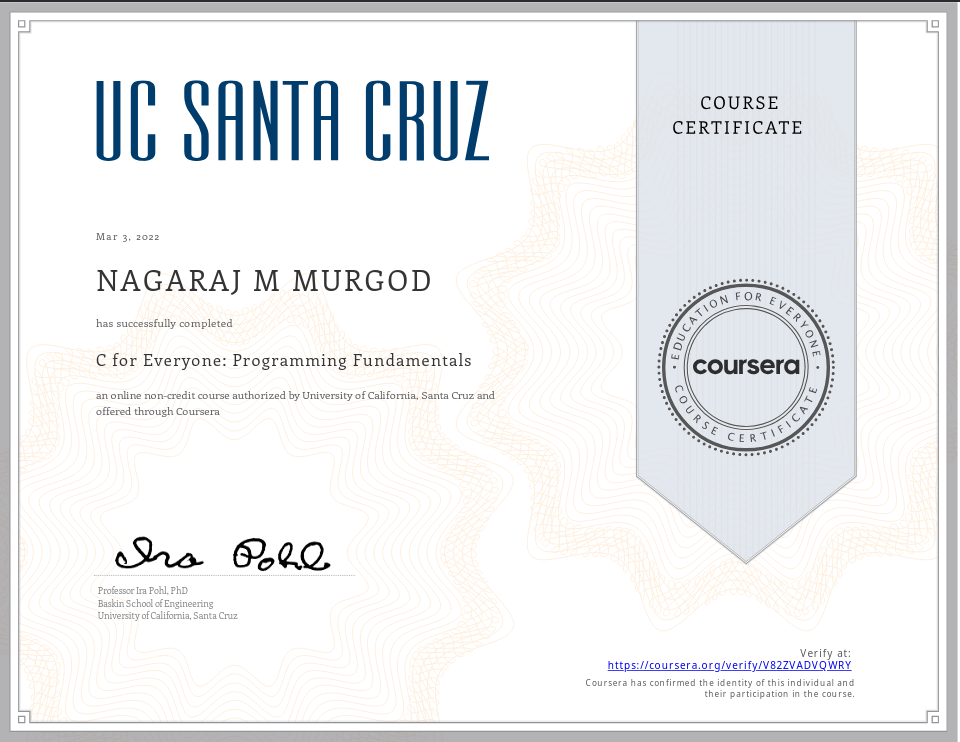 UC SANTA CRUZ
COURSE
CERTIFICATE
Mar 3, 2022
NAGARAJ M MURGOD
has successfully completed
C for Everyone: Programming Fundamentals
an online non-credit course authorized by University of California, Santa Cruz and
offered through Coursera
EDUCATION FOR EVERYONE
coursera
COURSE CERTIFICATE
Ira Pohl
Professor Ira Pohl, PhD
Baskin School of Engineering
University of California, Santa Cruz
Verify at:
https://coursera.org/verify/V82ZVADVQWRY
Coursera has confirmed the identity of this individual and
their participation in the course.